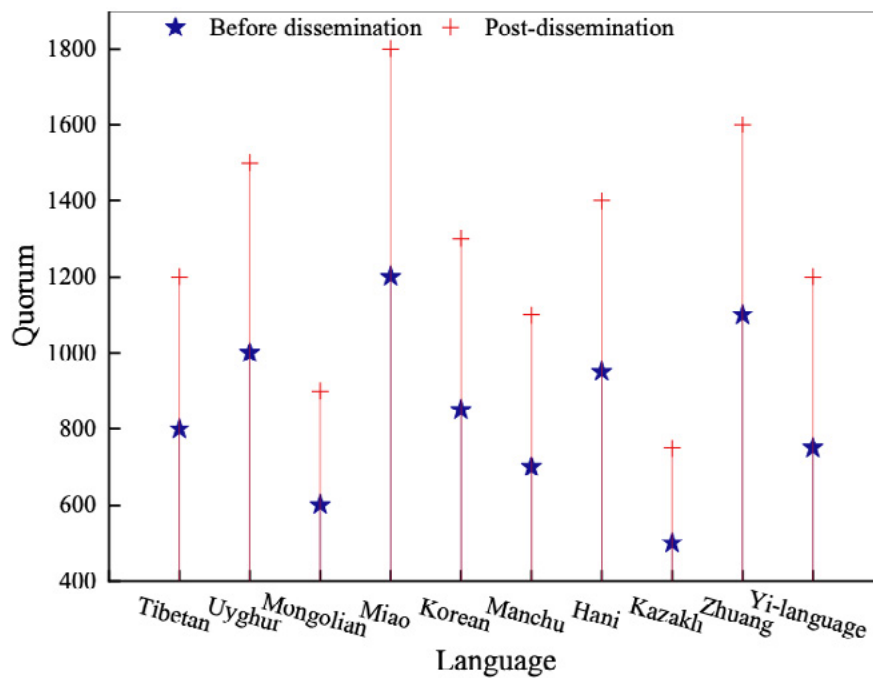 Before dissemination Post-dissemination
1800
1600
1400
1200
1000
800
600
400
Quorum
Tibetan Uyghur Mongolian Miao Korean Manchu Hani Kazakh Zhuang Yi-language
Language